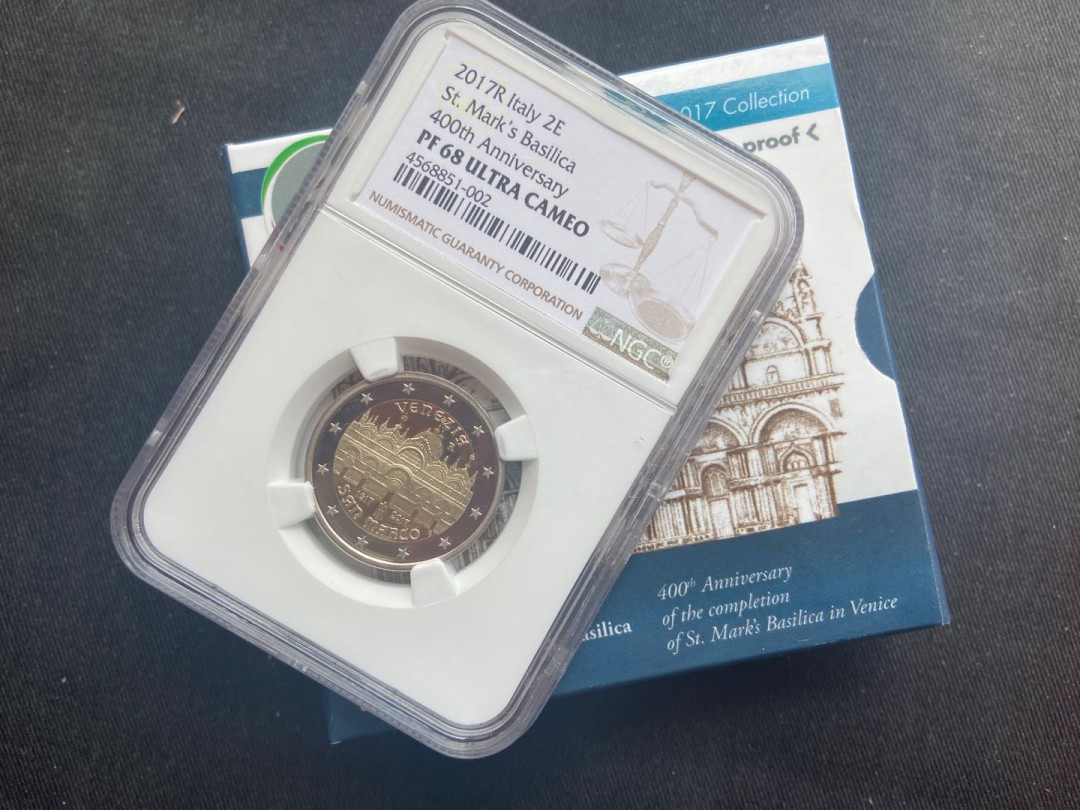 2017R Italy 2E
St. Mark's Basilica
400th Anniversary
PF 68 ULTRA CAMEO
4568851-002
NUMISMATIC GUARANTY CORPORATION
NGC®
VENEZIA
SAN MARCO
017 Collection
proof <
asilica
400th Anniversary
of the completion
of St. Mark's Basilica in Venice